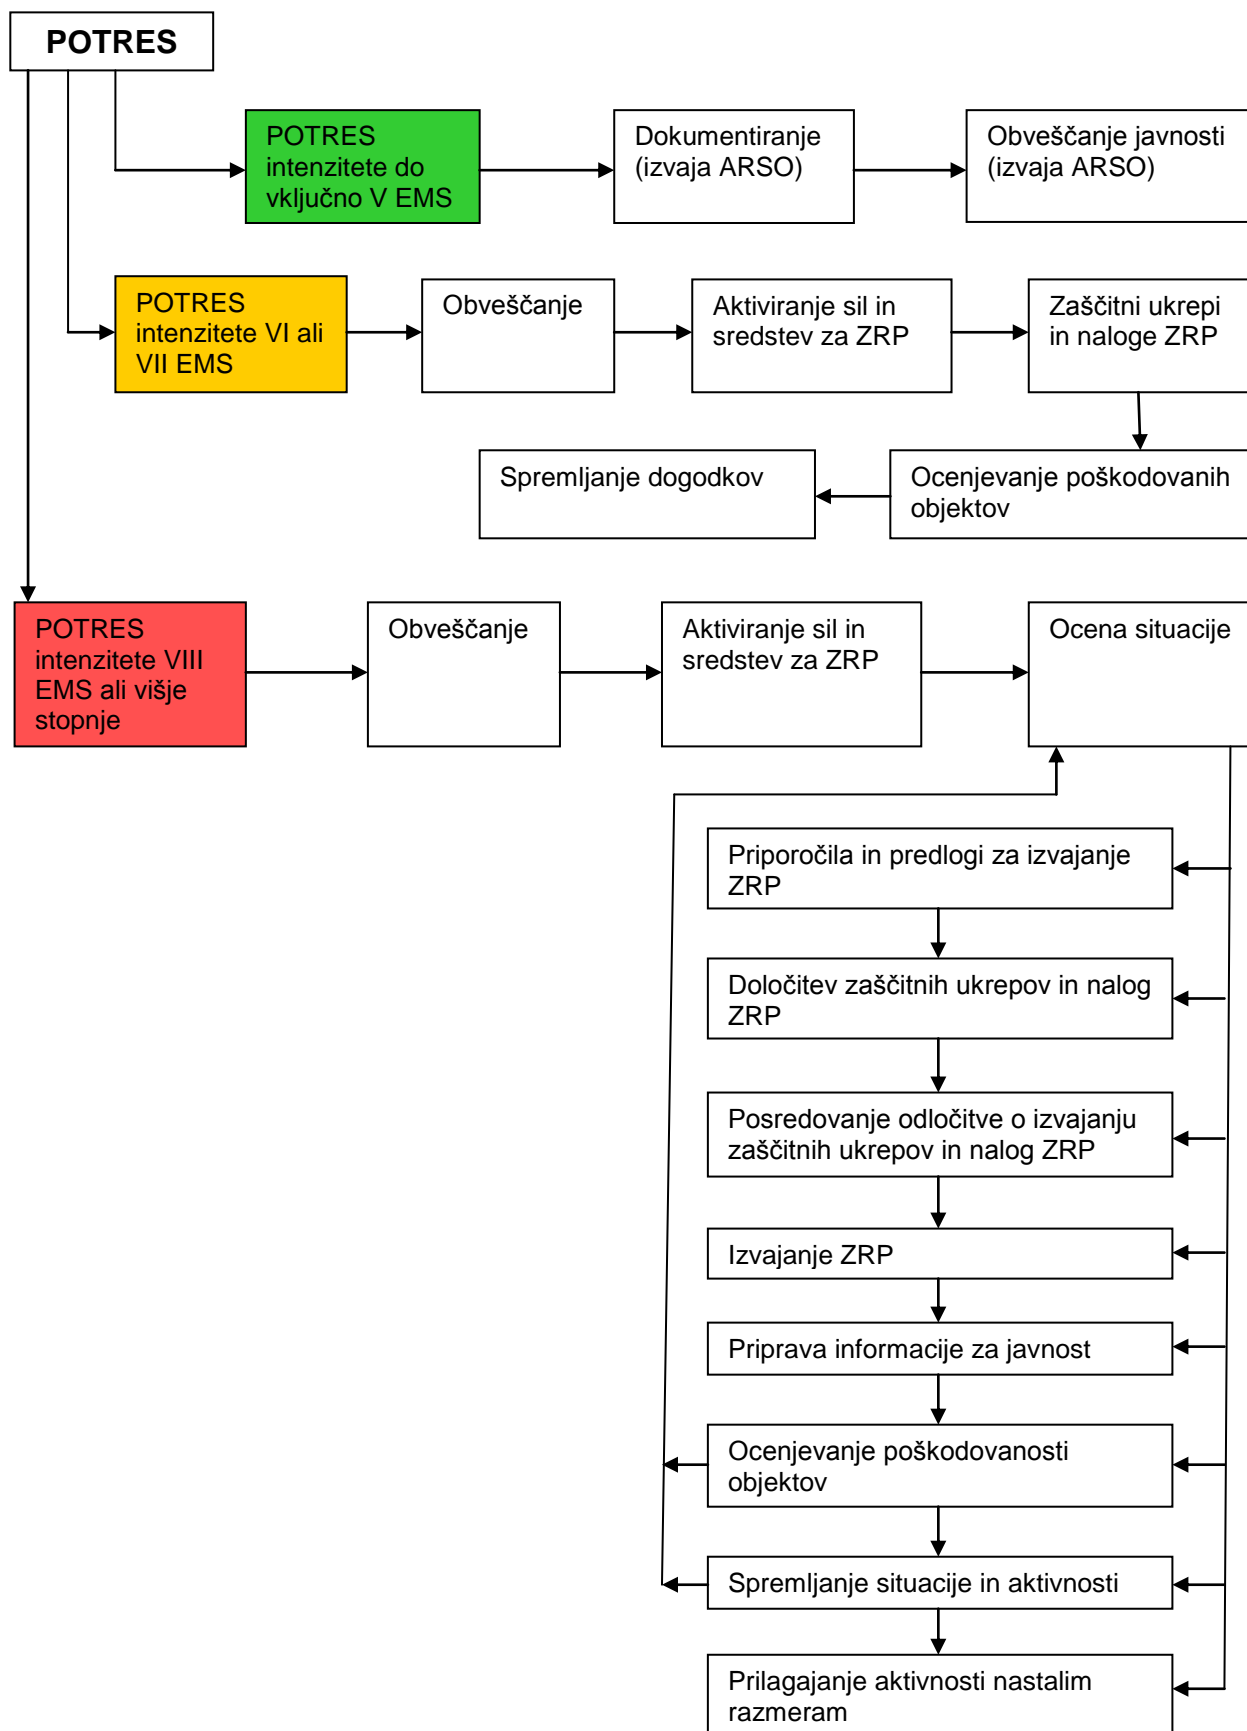 POTRES
POTRES
intenzitete do
vključno V EMS
Dokumentiranje
(izvaja ARSO)
Obveščanje javnosti
(izvaja ARSO)
POTRES
intenzitete VI ali
VII EMS
Obveščanje
Aktiviranje sil in
sredstev za ZRP
Zaščitni ukrepi
in naloge ZRP
Spremljanje dogodkov
Ocenjevanje poškodovanih
objektov
POTRES
intenzitete VIII
EMS ali višje
stopnje
Obveščanje
Aktiviranje sil in
sredstev za ZRP
Ocena situacije
Priporočila in predlogi za izvajanje
ZRP
Določitev zaščitnih ukrepov in nalog
ZRP
Posredovanje odločitve o izvajanju
zaščitnih ukrepov in nalog ZRP
Izvajanje ZRP
Priprava informacije za javnost
Ocenjevanje poškodovanosti
objektov
Spremljanje situacije in aktivnosti
Prilagajanje aktivnosti nastalim
razmeram